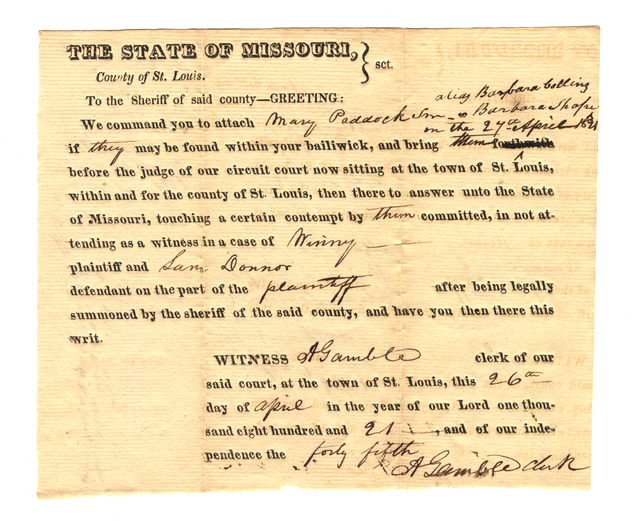 THE STATE OF MISSOURI,
County of St. Louis.
} sct.
To the Sheriff of said county—GREETING:
alias Barbara Colling
We command you to attach Mary Paddock Sen - & Barbara Shope
on the 27th April 1821
if they may be found within your bailiwick, and bring them forthwith
before the judge of our circuit court now sitting at the town of St. Louis,
within and for the county of St. Louis, then there to answer unto the State
of Missouri, touching a certain contempt by them committed, in not at-
tending as a witness in a case of Winny
plaintiff and Sam Donnor
defendant on the part of the plaintiff after being legally
summoned by the sheriff of the said county, and have you then there this
writ.
WITNESS A Gamble clerk of our
said court, at the town of St. Louis, this 26th
day of April in the year of our Lord one thou-
sand eight hundred and 21, and of our inde-
pendence the forty fifth
A Gamble clerk